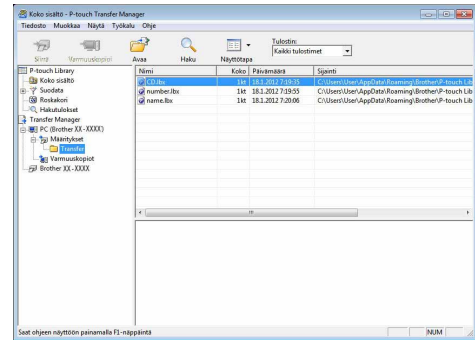 Koko sisältö - P-touch Transfer Manager
Tiedosto Muokkaa Näytä Työkalu Ohje
Siirrä Varmuuskopioi Avaa Haku Näyttötapa
Tulostin:
Kaikki tulostimet
P-touch Library
Koko sisältö
Suodata
Roskakori
Hakutulokset
Transfer Manager
PC (Brother XX-XXXX)
Määritykset
Transfer
Varmuuskopiot
Brother XX-XXXX
Nimi Koko Päivämäärä Sijainti
CD.lbx 1kt 18.1.2012 7:19:35 C:\Users\User\AppData\Roaming\Brother\P-touch Lib
number.lbx 1kt 18.1.2012 7:19:55 C:\Users\User\AppData\Roaming\Brother\P-touch Lib
name.lbx 1kt 18.1.2012 7:20:06 C:\Users\User\AppData\Roaming\Brother\P-touch Lib
Saat ohjeen näyttöön painamalla F1-näppäintä NUM